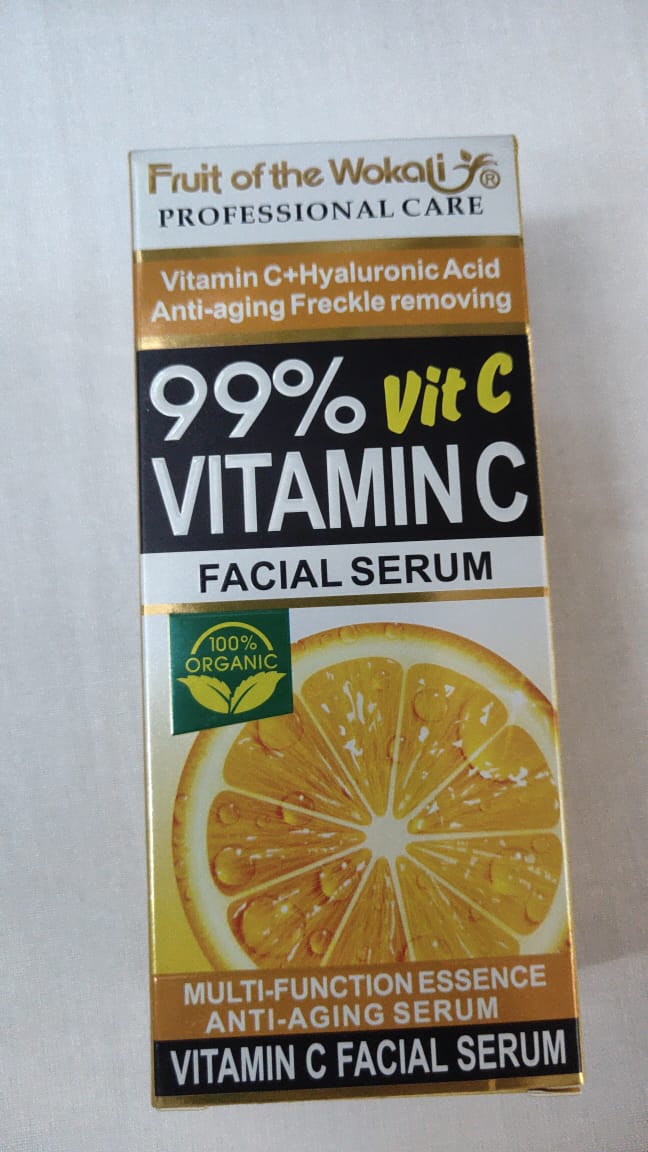 Fruit of the Wokali ®
PROFESSIONAL CARE
Vitamin C+Hyaluronic Acid
Anti-aging Freckle removing
99% Vit C
VITAMIN C
FACIAL SERUM
100%
ORGANIC
MULTI-FUNCTION ESSENCE
ANTI-AGING SERUM
VITAMIN C FACIAL SERUM